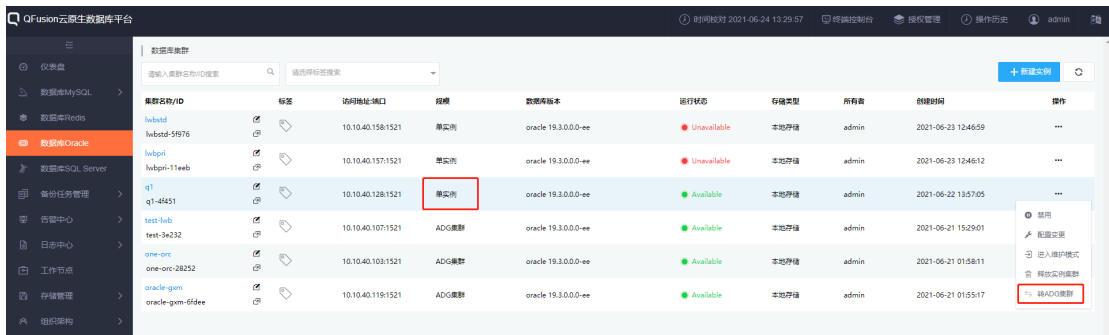 QFusion云原生数据库平台
时间校对 2021-06-24 13:29:57 终端控制台 授权管理 操作历史 admin
仪表盘
数据库MySQL
数据库Redis
数据库Oracle
数据库SQL Server
备份任务管理
告警中心
日志中心
工作节点
存储管理
组织架构
数据库集群
请输入集群名称/ID搜索 请选择标签搜索 + 新建实例
集群名称/ID 标签 访问地址:端口 规模 数据库版本 运行状态 存储类型 所有者 创建时间 操作
lwbstd
lwbstd-5f976 10.10.40.158:1521 单实例 oracle 19.3.0.0.0-ee Unavailable 本地存储 admin 2021-06-23 12:46:59 ...
lwbpri
lwbpri-11eeb 10.10.40.157:1521 单实例 oracle 19.3.0.0.0-ee Unavailable 本地存储 admin 2021-06-23 12:46:12 ...
q1
q1-4f451 10.10.40.128:1521 单实例 oracle 19.3.0.0.0-ee Available 本地存储 admin 2021-06-22 13:57:05 ...
test-lwb
test-3e232 10.10.40.107:1521 ADG集群 oracle 19.3.0.0.0-ee Available 本地存储 admin 2021-06-21 15:29:01
one-orc
one-orc-28252 10.10.40.103:1521 ADG集群 oracle 19.3.0.0.0-ee Available 本地存储 admin 2021-06-21 01:58:11
oracle-gxm
oracle-gxm-6fdee 10.10.40.119:1521 ADG集群 oracle 19.3.0.0.0-ee Available 本地存储 admin 2021-06-21 01:55:17
禁用
配置变更
进入维护模式
释放实例集群
转ADG集群